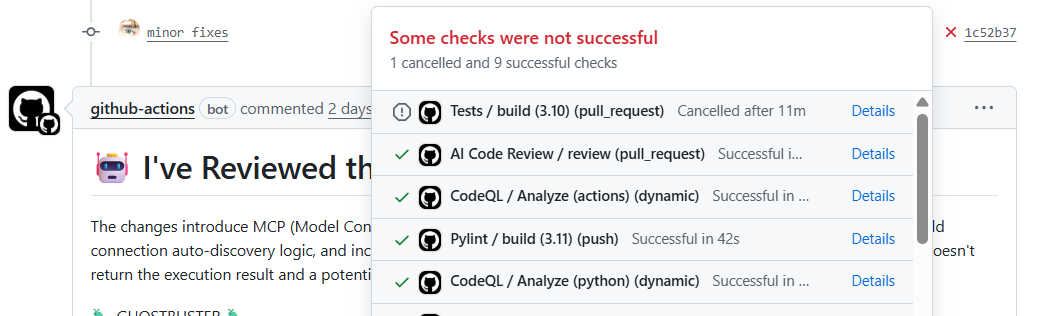 minor fixes
1c52b37
Some checks were not successful
1 cancelled and 9 successful checks
github-actions bot commented 2 days
Tests / build (3.10) (pull_request) Cancelled after 11m Details
AI Code Review / review (pull_request) Successful i... Details
CodeQL / Analyze (actions) (dynamic) Successful in ... Details
Pylint / build (3.11) (push) Successful in 42s Details
CodeQL / Analyze (python) (dynamic) Successful in ... Details
I've Reviewed th
The changes introduce MCP (Model Con
connection auto-discovery logic, and inc
return the execution result and a potenti
GHOSTBUSTER
ld
oesn't